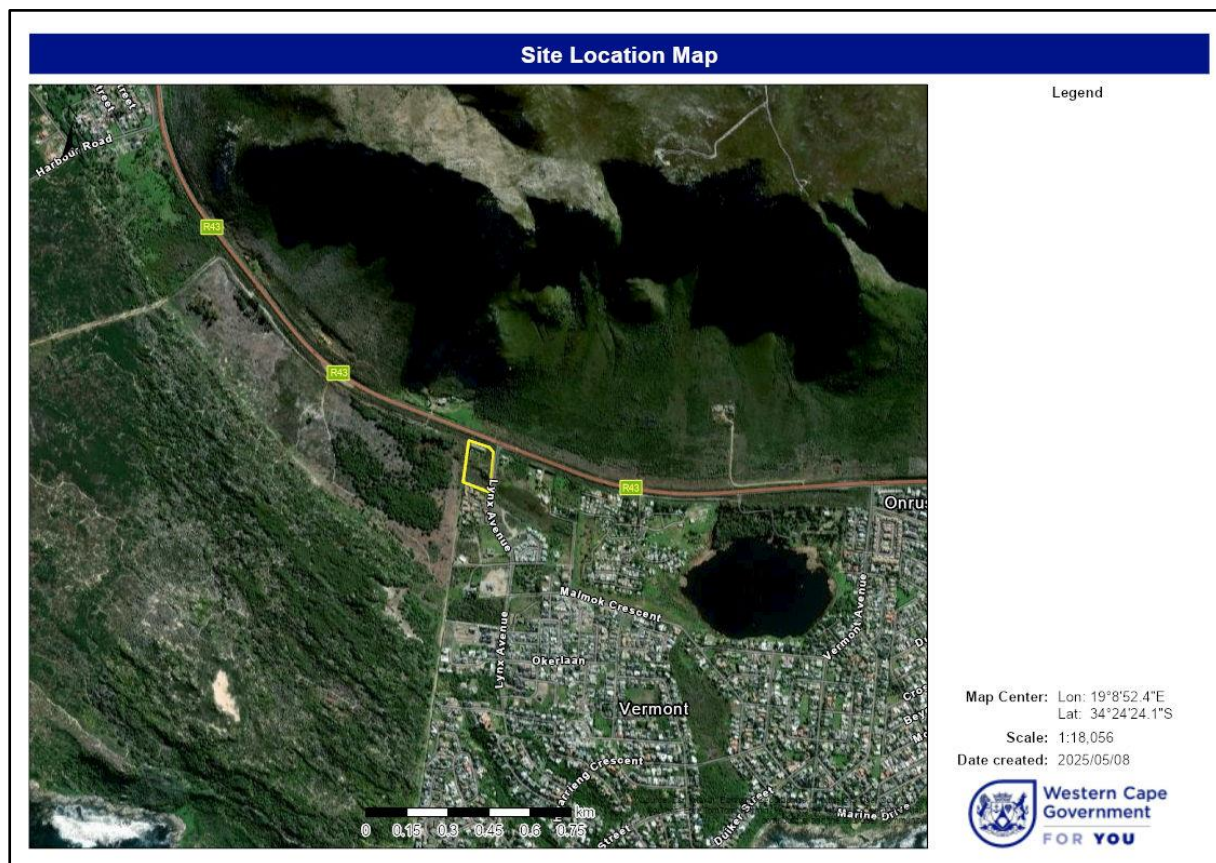 Site Location Map
Legend
Street
Street
Harbour Road
R43
R43
R43
Lynx Avenue
Onrus
Malmok Crescent
Vermont Avenue
Lynx Avenue
Okerlaan
Vermont
Crescent
Street
Duiker Street
Marine Drive
km
0 0.15 0.3 0.45 0.6 0.75
Map Center: Lon: 19°8'52.4"E
Lat: 34°24'24.1"S
Scale: 1:18,056
Date created: 2025/05/08
Western Cape
Government
FOR YOU